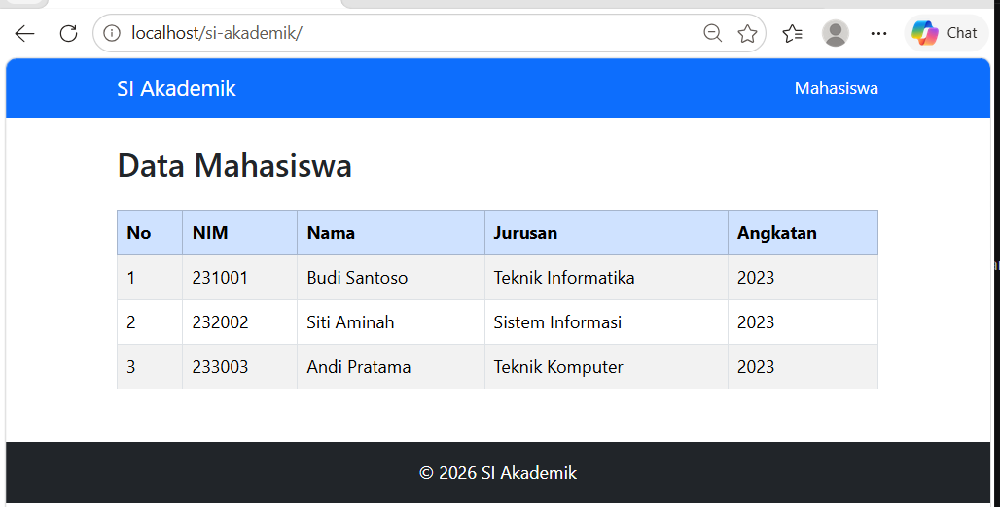 localhost/si-akademik/
Chat
SI Akademik
Mahasiswa
Data Mahasiswa
No NIM Nama Jurusan Angkatan
1 231001 Budi Santoso Teknik Informatika 2023
2 232002 Siti Aminah Sistem Informasi 2023
3 233003 Andi Pratama Teknik Komputer 2023
© 2026 SI Akademik